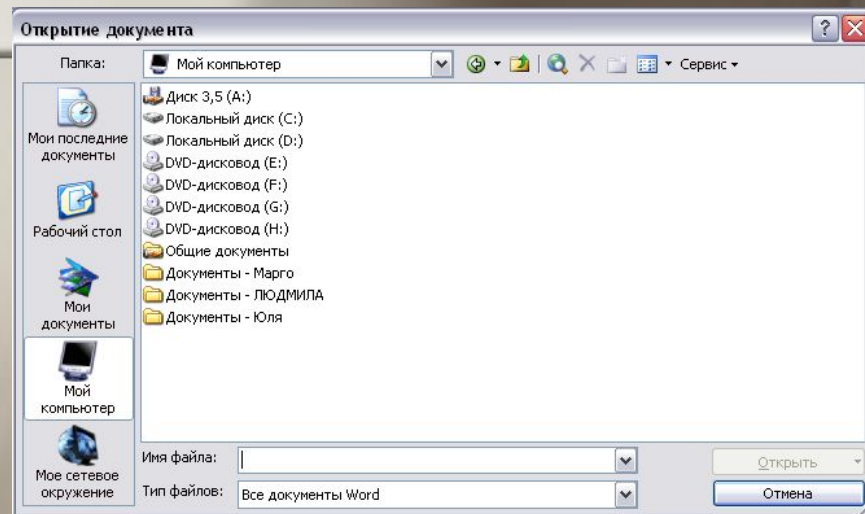 Открытие документа
Папка:
Мой компьютер
Сервис
Мои последние
документы
Рабочий стол
Мои
документы
Мой
компьютер
Мое сетевое
окружение
Диск 3,5 (A:)
Локальный диск (C:)
Локальный диск (D:)
DVD-дисковод (E:)
DVD-дисковод (F:)
DVD-дисковод (G:)
DVD-дисковод (H:)
Общие документы
Документы - Марго
Документы - ЛЮДМИЛА
Документы - Юля
Имя файла:
Открыть
Тип файлов:
Все документы Word
Отмена